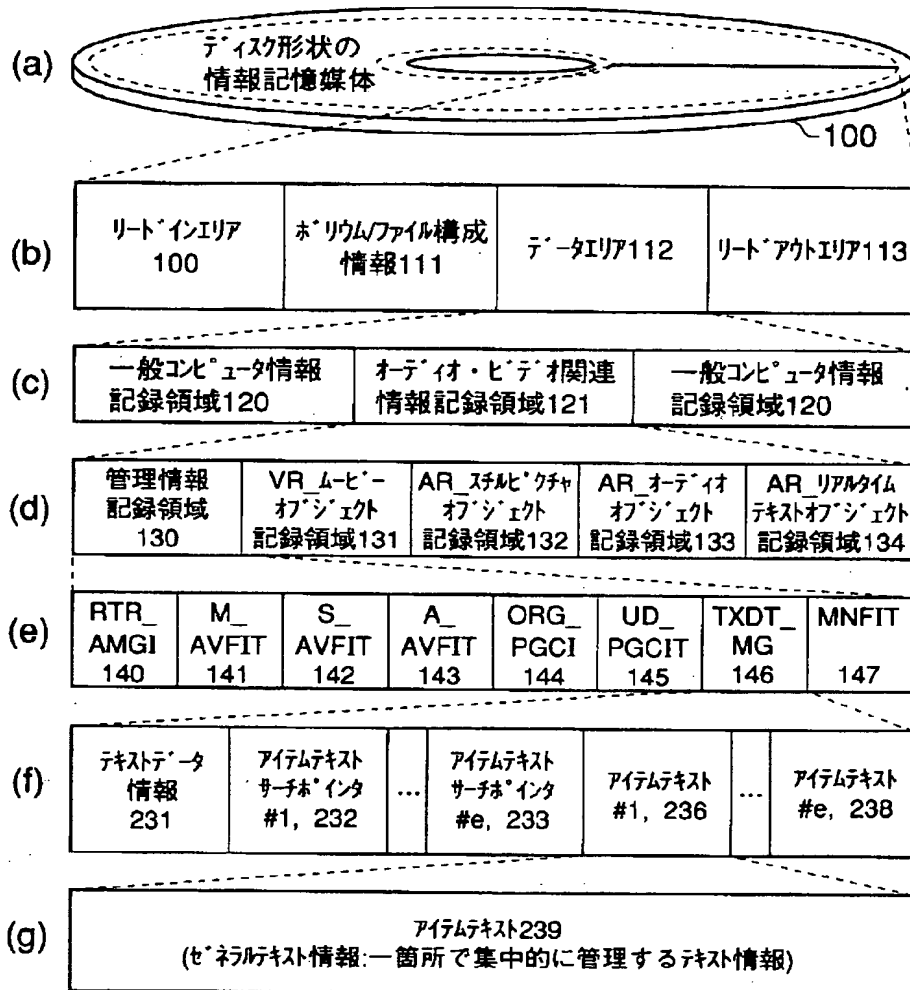 (a)
ディスク形状の
情報記憶媒体
100
(b)
リードインエリア
100
ボリウム/ファイル構成
情報111
データエリア112
リードアウトエリア113
(c)
一般コンピュータ情報
記録領域120
オーディオ・ビデオ関連
情報記録領域121
一般コンピュータ情報
記録領域120
(d)
管理情報
記録領域
130
VR_ムービー
オブジェクト
記録領域131
AR_スチルピクチャ
オブジェクト
記録領域132
AR_オーディオ
オブジェクト
記録領域133
AR_リアルタイム
テキストオブジェクト
記録領域134
(e)
RTR_
AMGI
140
M_
AVFIT
141
S_
AVFIT
142
A_
AVFIT
143
ORG_
PGCI
144
UD_
PGCIT
145
TXDT_
MG
146
MNFIT
147
(f)
テキストデータ
情報
231
アイテムテキスト
サーチポインタ
#1, 232
...
アイテムテキスト
サーチポインタ
#e, 233
アイテムテキスト
#1, 236
...
アイテムテキスト
#e, 238
(g)
アイテムテキスト239
(ゼネラルテキスト情報:一箇所で集中的に管理するテキスト情報)